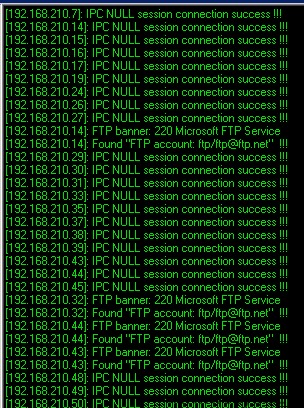 [192.168.210.7]: IPC NULL session connection success !!!
[192.168.210.14]: IPC NULL session connection success !!!
[192.168.210.15]: IPC NULL session connection success !!!
[192.168.210.16]: IPC NULL session connection success !!!
[192.168.210.17]: IPC NULL session connection success !!!
[192.168.210.19]: IPC NULL session connection success !!!
[192.168.210.24]: IPC NULL session connection success !!!
[192.168.210.26]: IPC NULL session connection success !!!
[192.168.210.27]: IPC NULL session connection success !!!
[192.168.210.14]: FTP banner: 220 Microsoft FTP Service
[192.168.210.14]: Found "FTP account: ftp/ftp@ftp.net" !!!
[192.168.210.29]: IPC NULL session connection success !!!
[192.168.210.30]: IPC NULL session connection success !!!
[192.168.210.31]: IPC NULL session connection success !!!
[192.168.210.33]: IPC NULL session connection success !!!
[192.168.210.35]: IPC NULL session connection success !!!
[192.168.210.37]: IPC NULL session connection success !!!
[192.168.210.38]: IPC NULL session connection success !!!
[192.168.210.39]: IPC NULL session connection success !!!
[192.168.210.43]: IPC NULL session connection success !!!
[192.168.210.44]: IPC NULL session connection success !!!
[192.168.210.45]: IPC NULL session connection success !!!
[192.168.210.32]: FTP banner: 220 Microsoft FTP Service
[192.168.210.32]: Found "FTP account: ftp/ftp@ftp.net" !!!
[192.168.210.44]: FTP banner: 220 Microsoft FTP Service
[192.168.210.44]: Found "FTP account: ftp/ftp@ftp.net" !!!
[192.168.210.43]: FTP banner: 220 Microsoft FTP Service
[192.168.210.43]: Found "FTP account: ftp/ftp@ftp.net" !!!
[192.168.210.48]: IPC NULL session connection success !!!
[192.168.210.49]: IPC NULL session connection success !!!
[192.168.210.50]: IPC NULL session connection success !!!